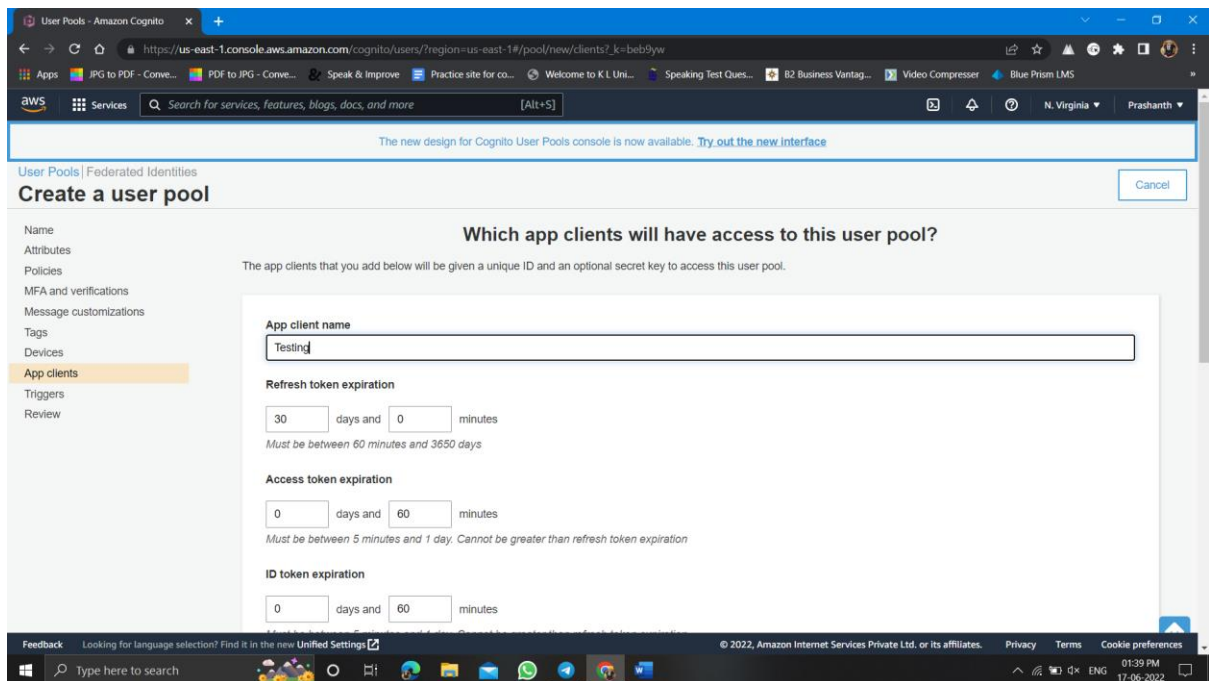 User Pools - Amazon Cognito
https://us-east-1.console.aws.amazon.com/cognito/users/?region=us-east-1#/pool/new/clients?_k=beb9yw
Apps JPG to PDF - Conve... PDF to JPG - Conve... Speak & Improve Practice site for co... Welcome to K L Uni... Speaking Test Ques... B2 Business Vantag... Video Compresser Blue Prism LMS »
aws Services Search for services, features, blogs, docs, and more [Alt+S] N. Virginia ▼ Prashanth ▼
The new design for Cognito User Pools console is now available. Try out the new interface
User Pools | Federated Identities
Create a user pool
Cancel
Name
Attributes
Policies
MFA and verifications
Message customizations
Tags
Devices
App clients
Triggers
Review
Which app clients will have access to this user pool?
The app clients that you add below will be given a unique ID and an optional secret key to access this user pool.
App client name
Testing
Refresh token expiration
30 days and 0 minutes
Must be between 60 minutes and 3650 days
Access token expiration
0 days and 60 minutes
Must be between 5 minutes and 1 day. Cannot be greater than refresh token expiration
ID token expiration
0 days and 60 minutes
Feedback Looking for language selection? Find it in the new Unified Settings © 2022, Amazon Internet Services Private Ltd. or its affiliates. Privacy Terms Cookie preferences
Type here to search ENG 01:39 PM
17-06-2022